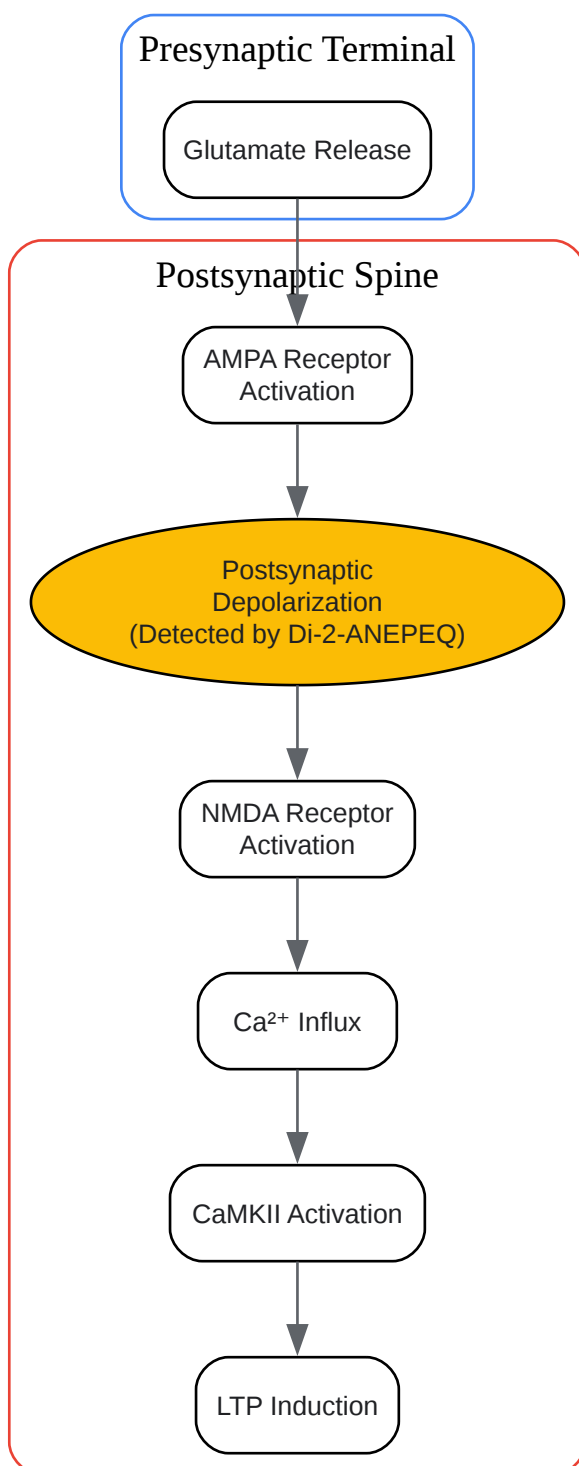 Presynaptic Terminal
Glutamate Release
Postsynaptic Spine
AMPA Receptor
Activation
Postsynaptic
Depolarization
(Detected by Di-2-ANEPEQ)
NMDA Receptor
Activation
Ca²⁺ Influx
CaMKII Activation
LTP Induction